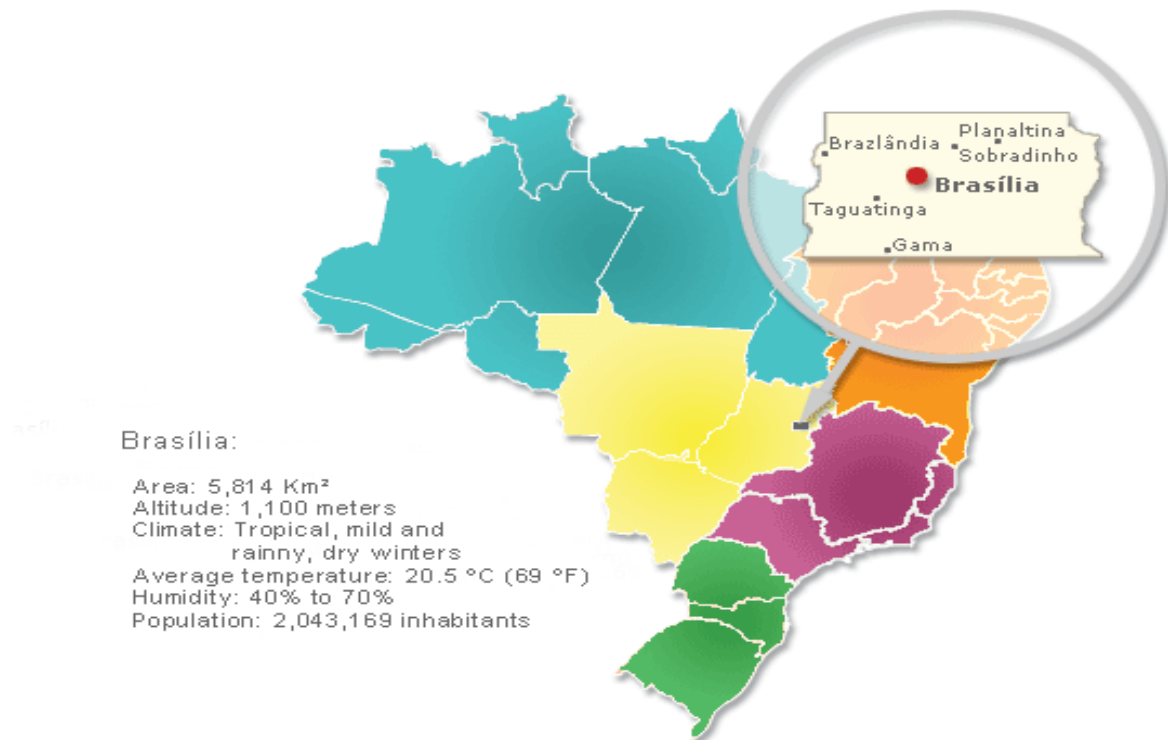 Planaltina
Brazlândia
Sobradinho
Brasília
Taguatinga
Gama
Brasília:
Area: 5,814 Km²
Altitude: 1,100 meters
Climate: Tropical, mild and
rainny, dry winters
Average temperature: 20.5 °C (69 °F)
Humidity: 40% to 70%
Population: 2,043,169 inhabitants